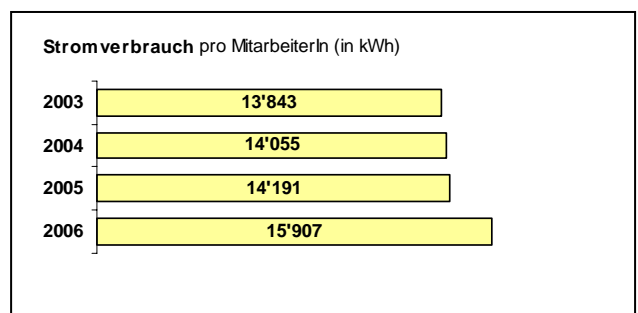 Stromverbrauch pro MitarbeiterIn (in kWh)
2003 13'843
2004 14'055
2005 14'191
2006 15'907